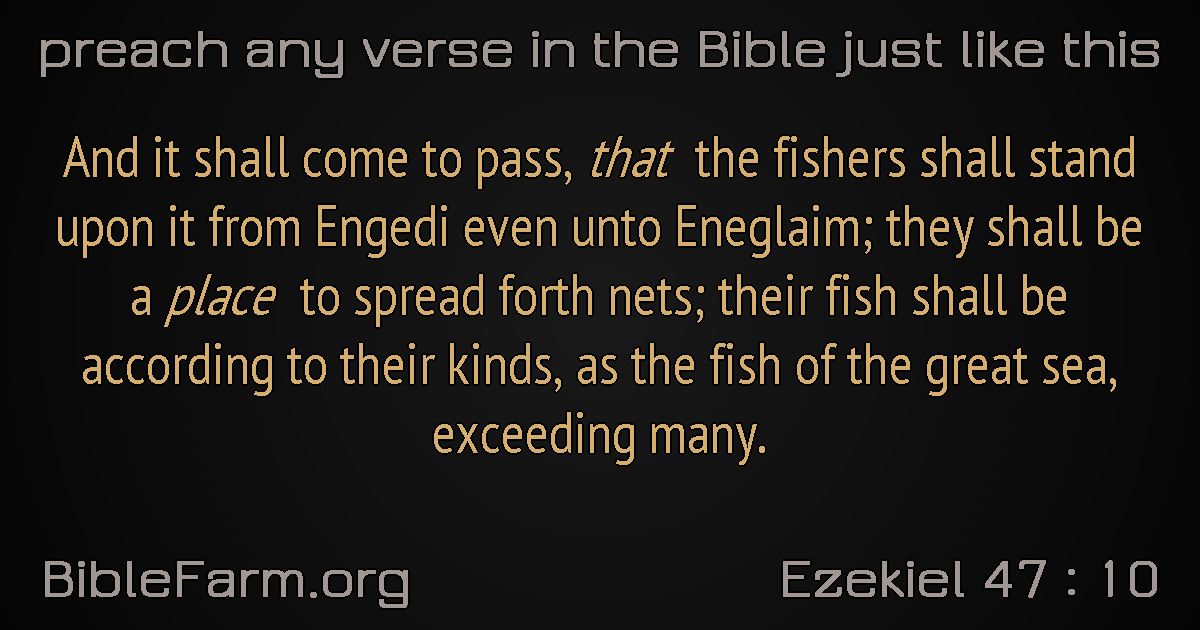 preach any verse in the Bible just like this
And it shall come to pass, that the fishers shall stand
upon it from Engedi even unto Eneglaim; they shall be
a place to spread forth nets; their fish shall be
according to their kinds, as the fish of the great sea,
exceeding many.
BibleFarm.org
Ezekiel 47 : 10